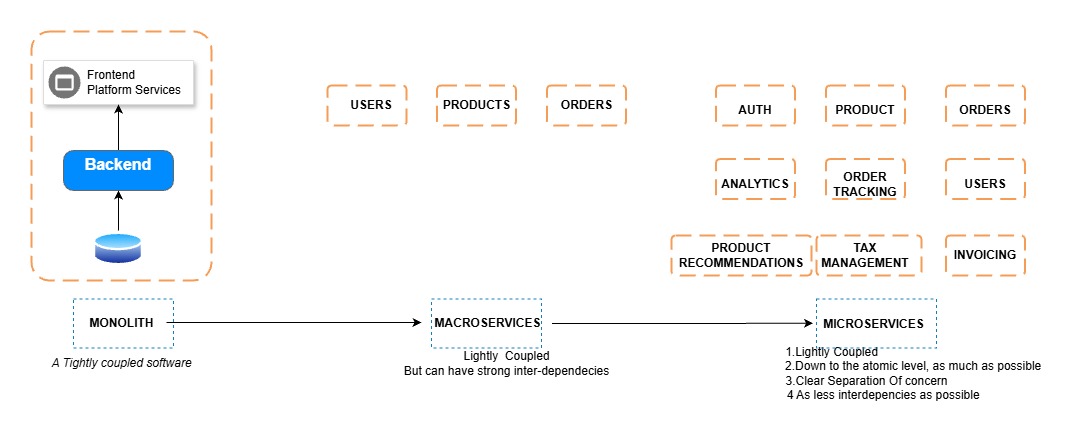 Frontend
Platform Services
Backend
USERS
PRODUCTS
ORDERS
AUTH
PRODUCT
ORDERS
ANALYTICS
ORDER
TRACKING
USERS
PRODUCT
RECOMMENDATIONS
TAX
MANAGEMENT
INVOICING
MONOLITH
A Tightly coupled software
MACROSERVICES
Lightly Coupled
But can have strong inter-dependecies
MICROSERVICES
1.Lightly Coupled
2.Down to the atomic level, as much as possible
3.Clear Separation Of concern
4 As less interdepencies as possible